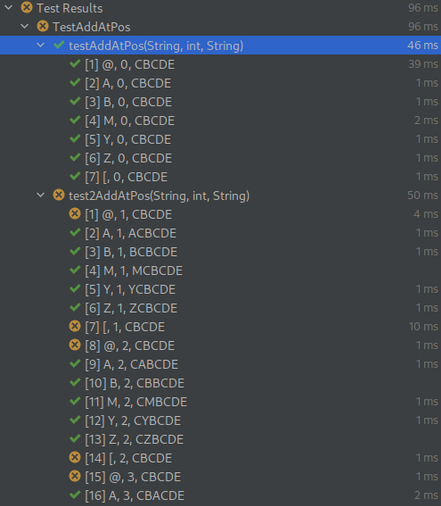 Test Results 96 ms
TestAddAtPos 96 ms
testAddAtPos(String, int, String) 46 ms
[1] @, 0, CBCDE 39 ms
[2] A, 0, CBCDE 1 ms
[3] B, 0, CBCDE 1 ms
[4] M, 0, CBCDE 2 ms
[5] Y, 0, CBCDE 1 ms
[6] Z, 0, CBCDE 1 ms
[7] [, 0, CBCDE 1 ms
test2AddAtPos(String, int, String) 50 ms
[1] @, 1, CBCDE 4 ms
[2] A, 1, ACBCDE 1 ms
[3] B, 1, BCBCDE 1 ms
[4] M, 1, MCBCDE
[5] Y, 1, YCBCDE 1 ms
[6] Z, 1, ZCBCDE 1 ms
[7] [, 1, CBCDE 10 ms
[8] @, 2, CBCDE 1 ms
[9] A, 2, CABCDE 1 ms
[10] B, 2, CBBCDE
[11] M, 2, CMBCDE 1 ms
[12] Y, 2, CYBCDE 1 ms
[13] Z, 2, CZBCDE
[14] [, 2, CBCDE 1 ms
[15] @, 3, CBCDE 1 ms
[16] A, 3, CBACDE 2 ms